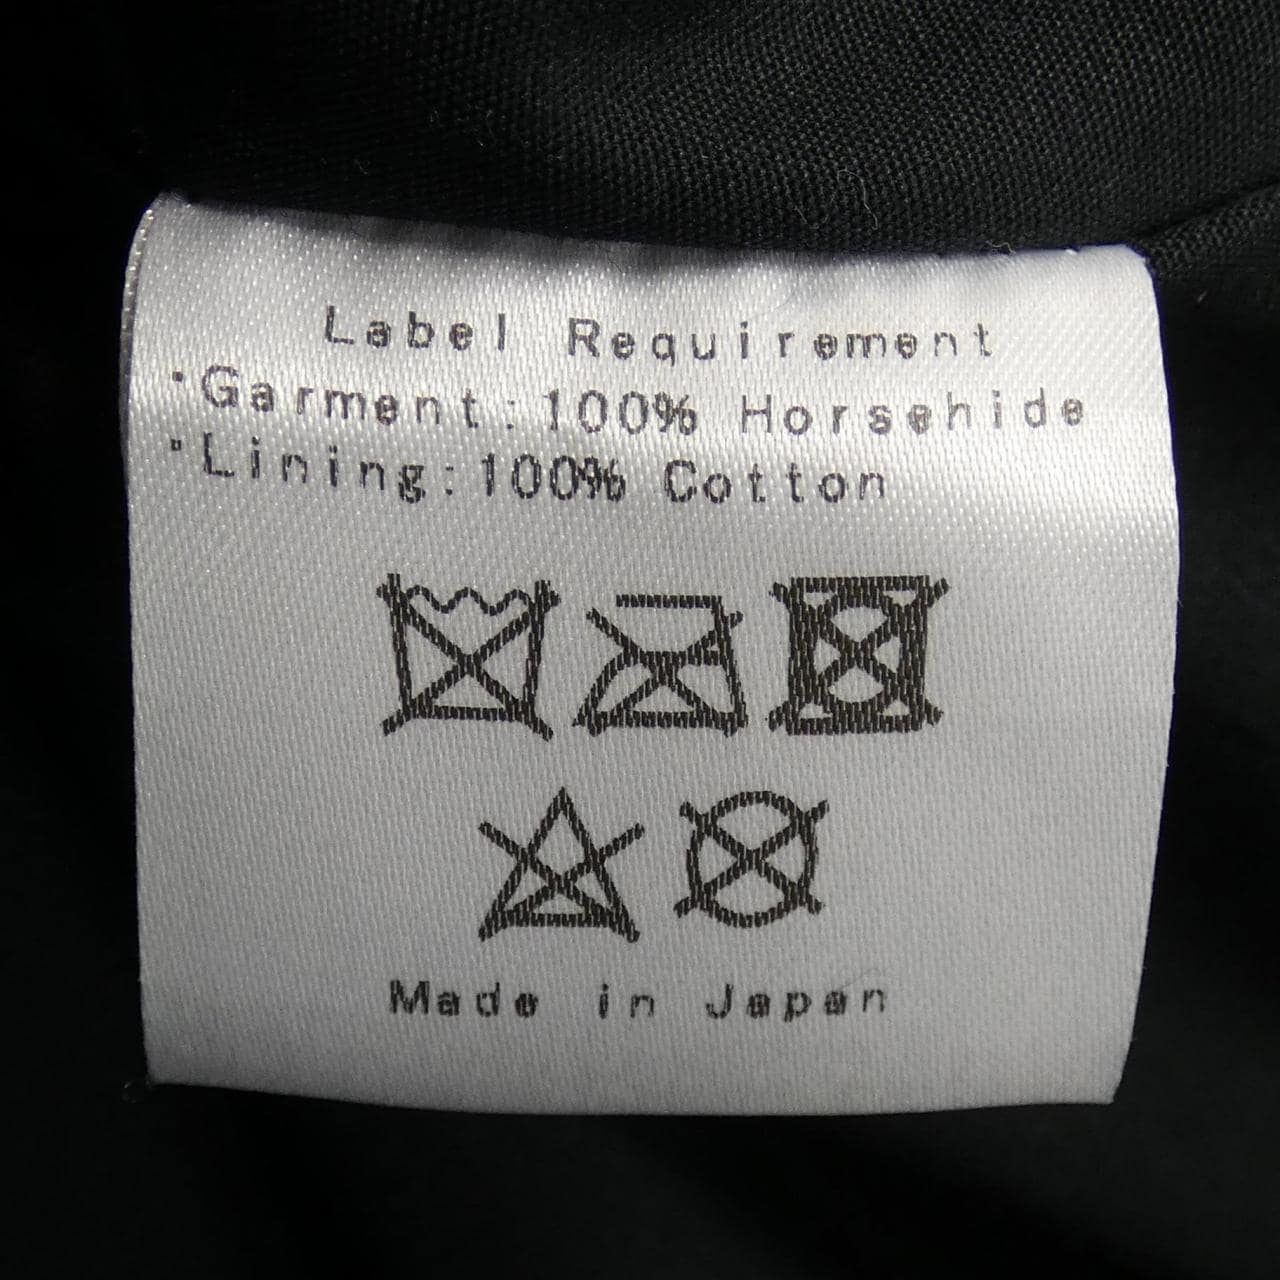 Label Requirement
・Garment:100% Horsehide
・Lining:100% Cotton
Made in Japan